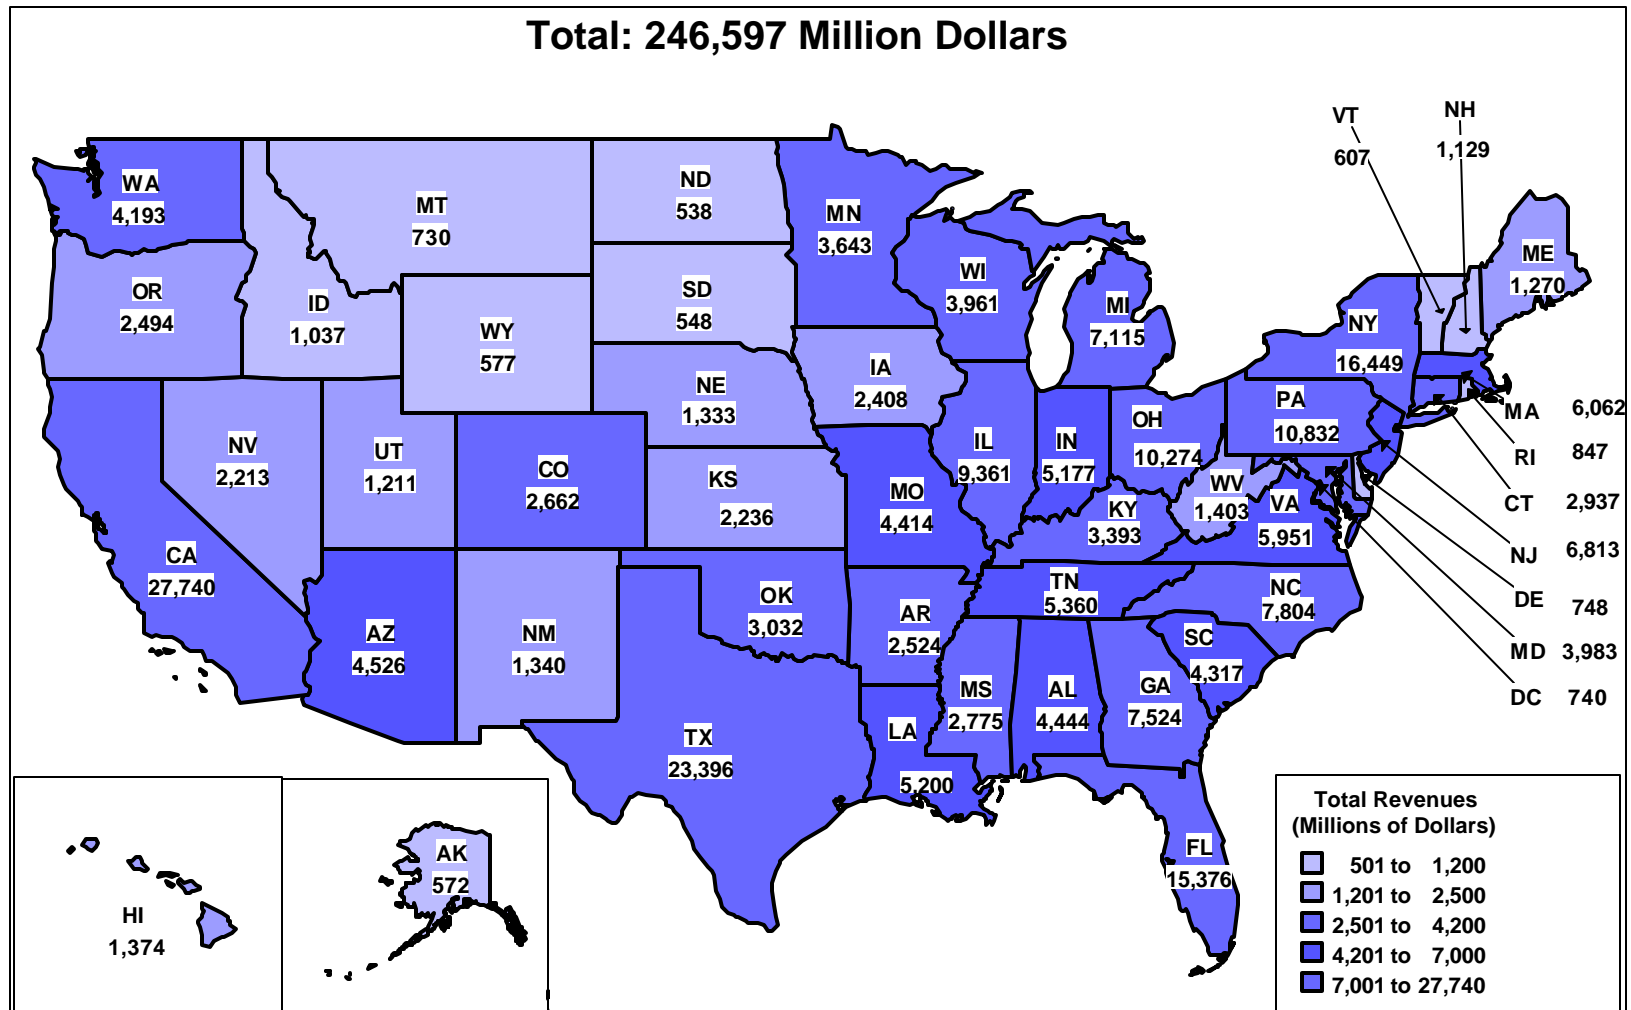 Total: 246,597 Million Dollars
VT
607
NH
1,129
WA
4,193
MT
730
ND
538
MN
3,643
ME
1,270
OR
2,494
ID
1,037
WY
577
SD
548
WI
3,961
MI
7,115
NY
16,449
NE
1,333
IA
2,408
PA
10,832
MA 6,062
NV
2,213
UT
1,211
CO
2,662
KS
2,236
MO
4,414
IL
9,361
IN
5,177
OH
10,274
WV
1,403
VA
5,951
RI 847
CT 2,937
KY
3,393
NJ 6,813
CA
27,740
AZ
4,526
NM
1,340
OK
3,032
AR
2,524
TN
5,360
NC
7,804
DE 748
SC
4,317
MD 3,983
DC 740
TX
23,396
LA
5,200
MS
2,775
AL
4,444
GA
7,524
FL
15,376
HI
1,374
AK
572
Total Revenues
(Millions of Dollars)
501 to 1,200
1,201 to 2,500
2,501 to 4,200
4,201 to 7,000
7,001 to 27,740